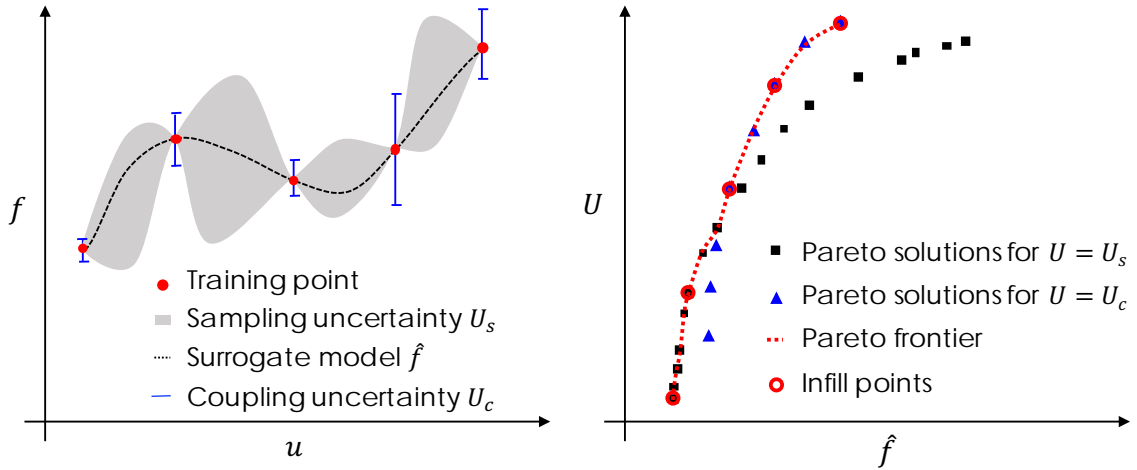 f
Training point
Sampling uncertainty U_s
Surrogate model f̂
Coupling uncertainty U_c
u
U
Pareto solutions for U = U_s
Pareto solutions for U = U_c
Pareto frontier
Infill points
f̂